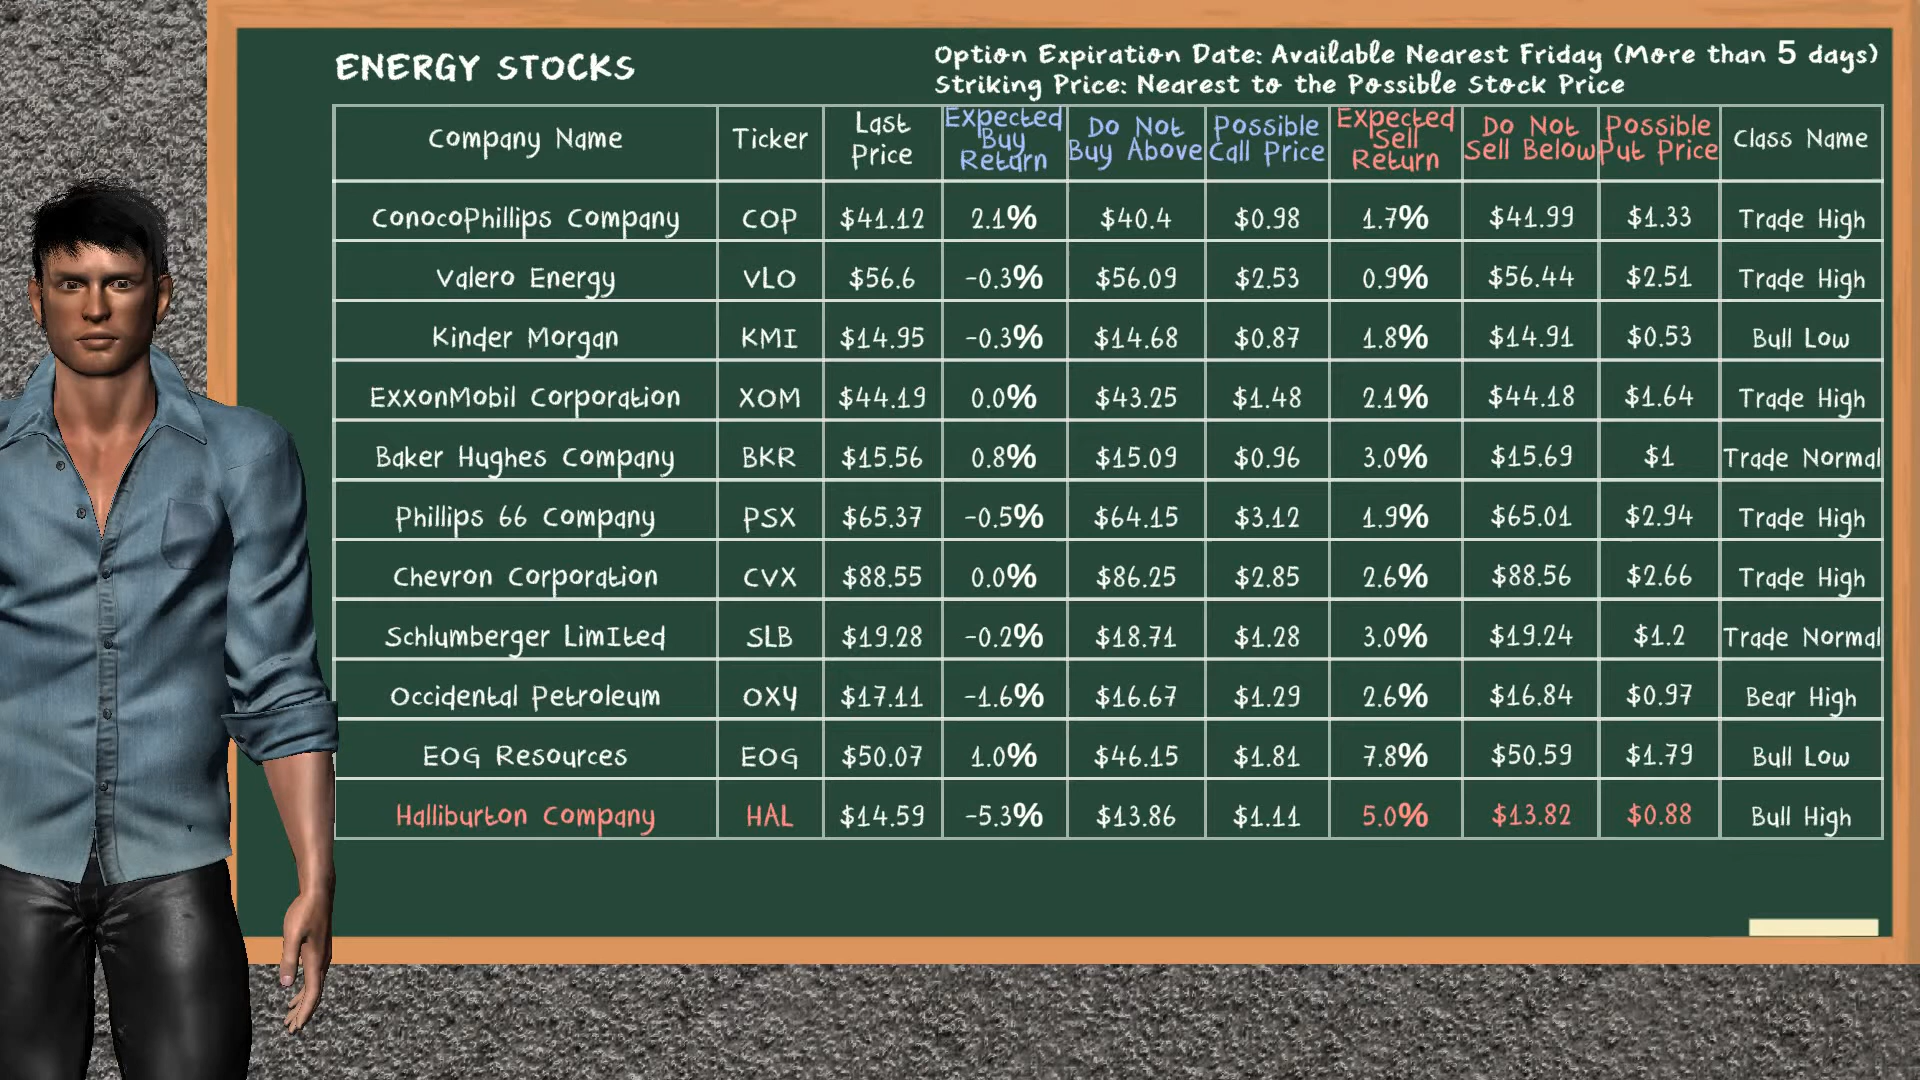 ENERGY STOCKS
Option Expiration Date: Available Nearest Friday (More than 5 days)
Striking Price: Nearest to the Possible Stock Price
Company Name Ticker Last Price Expected Buy Return Do Not Buy Above Possible Call Price Expected Sell Return Do Not Sell Below Possible Put Price Class Name
ConocoPhillips Company COP $41.12 2.1% $40.4 $0.98 1.7% $41.99 $1.33 Trade High
Valero Energy VLO $56.6 -0.3% $56.09 $2.53 0.9% $56.44 $2.51 Trade High
Kinder Morgan KMI $14.95 -0.3% $14.68 $0.87 1.8% $14.91 $0.53 Bull Low
ExxonMobil Corporation XOM $44.19 0.0% $43.25 $1.48 2.1% $44.18 $1.64 Trade High
Baker Hughes Company BKR $15.56 0.8% $15.09 $0.96 3.0% $15.69 $1 Trade Normal
Phillips 66 Company PSX $65.37 -0.5% $64.15 $3.12 1.9% $65.01 $2.94 Trade High
Chevron Corporation CVX $88.55 0.0% $86.25 $2.85 2.6% $88.56 $2.66 Trade High
Schlumberger LimIted SLB $19.28 -0.2% $18.71 $1.28 3.0% $19.24 $1.2 Trade Normal
Occidental Petroleum OXY $17.11 -1.6% $16.67 $1.29 2.6% $16.84 $0.97 Bear High
EOG Resources EOG $50.07 1.0% $46.15 $1.81 7.8% $50.59 $1.79 Bull Low
Halliburton Company HAL $14.59 -5.3% $13.86 $1.11 5.0% $13.82 $0.88 Bull High